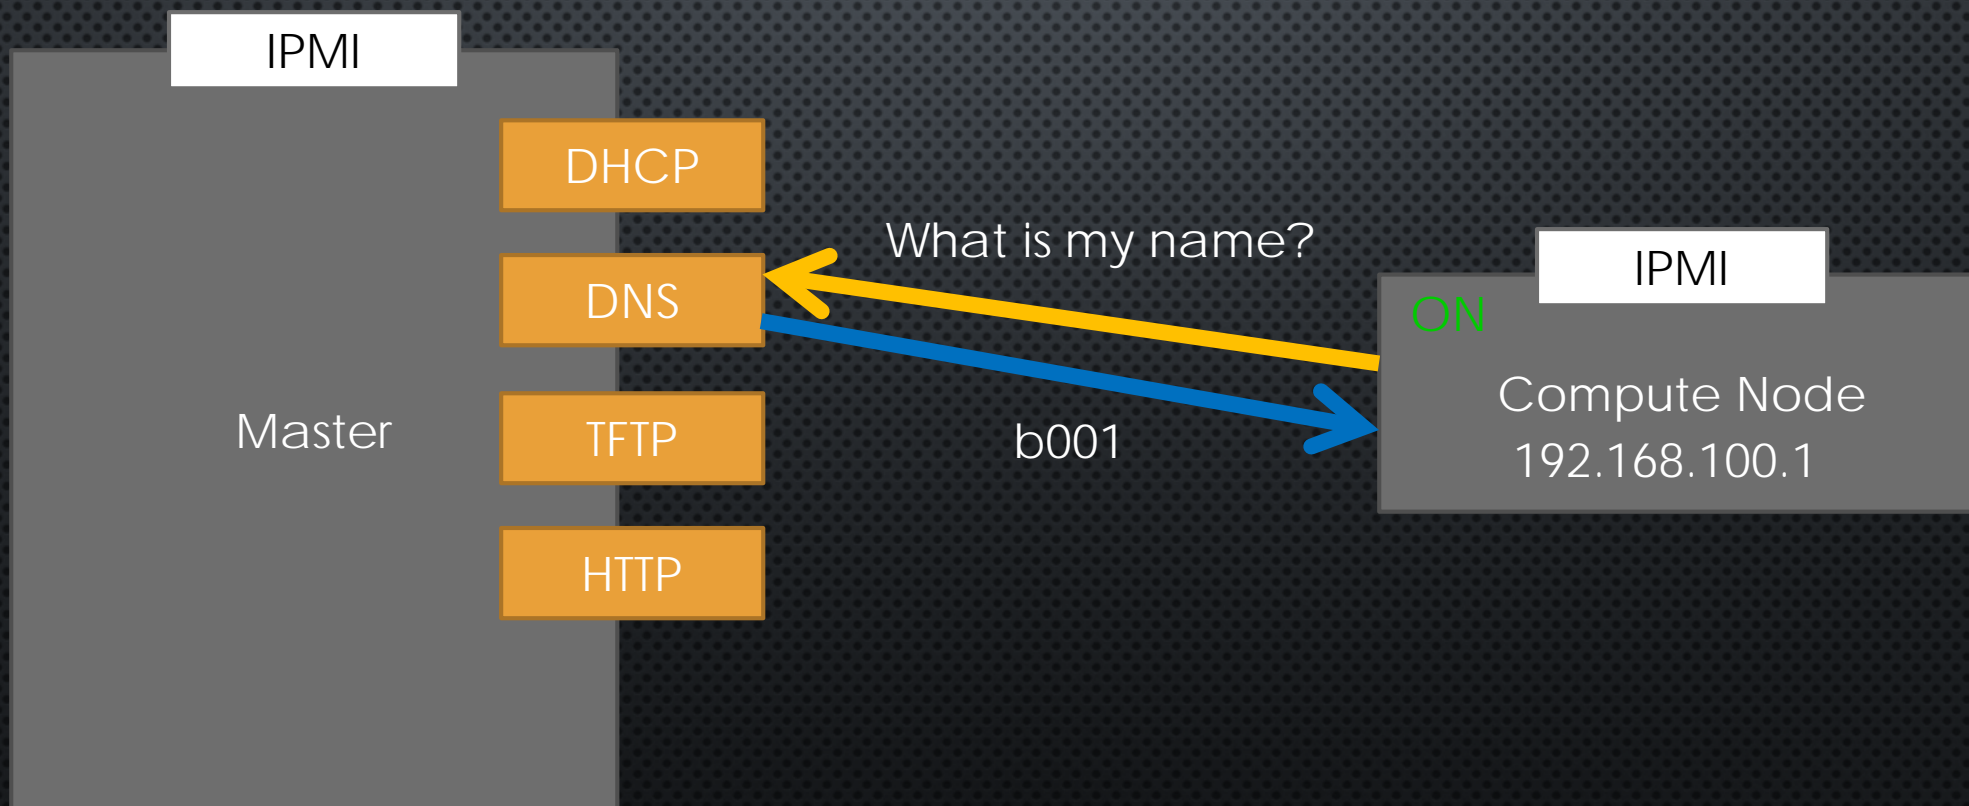 IPMI
DHCP
DNS
Master
TFTP
HTTP
What is my name?
b001
IPMI
ON
Compute Node
192.168.100.1